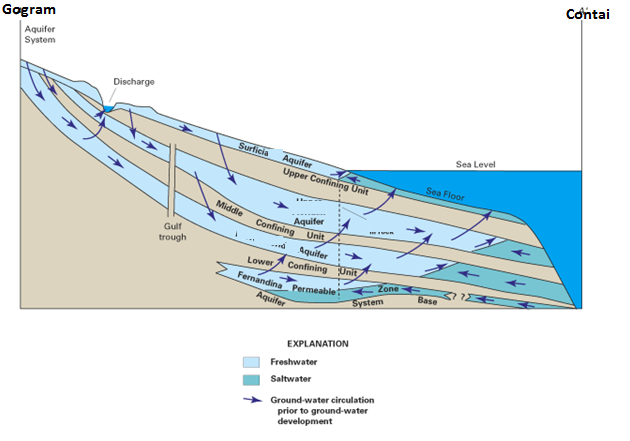 Gogram
Contai
Aquifer
System
Discharge
Surficia Aquifer
Sea Level
Upper Confining Unit
Sea Floor
Aquifer
Middle Confining Unit
Gulf
trough
Aquifer
Lower Confining Unit
Fernandina Permeable Zone
Aquifer System Base
? ?
EXPLANATION
Freshwater
Saltwater
Ground-water circulation
prior to ground-water
development